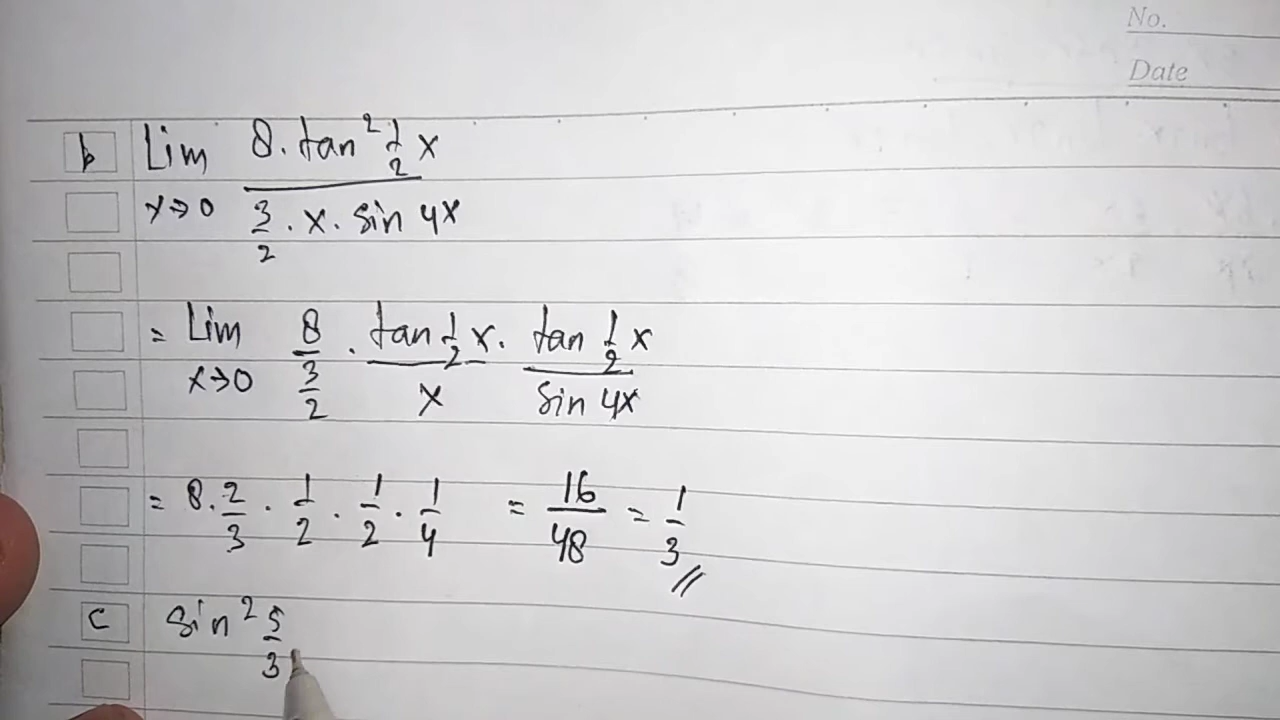 No.
Date
b Lim 8. tan² 1/2 x
x→0 3/2 . x. sin 4x
= Lim 8 . tan 1/2 x. tan 1/2 x
x→0 3/2 x sin 4x
= 8. 2/3 . 1/2 . 1/2 . 1/4 = 16/48 = 1/3 //
c sin² 5/3